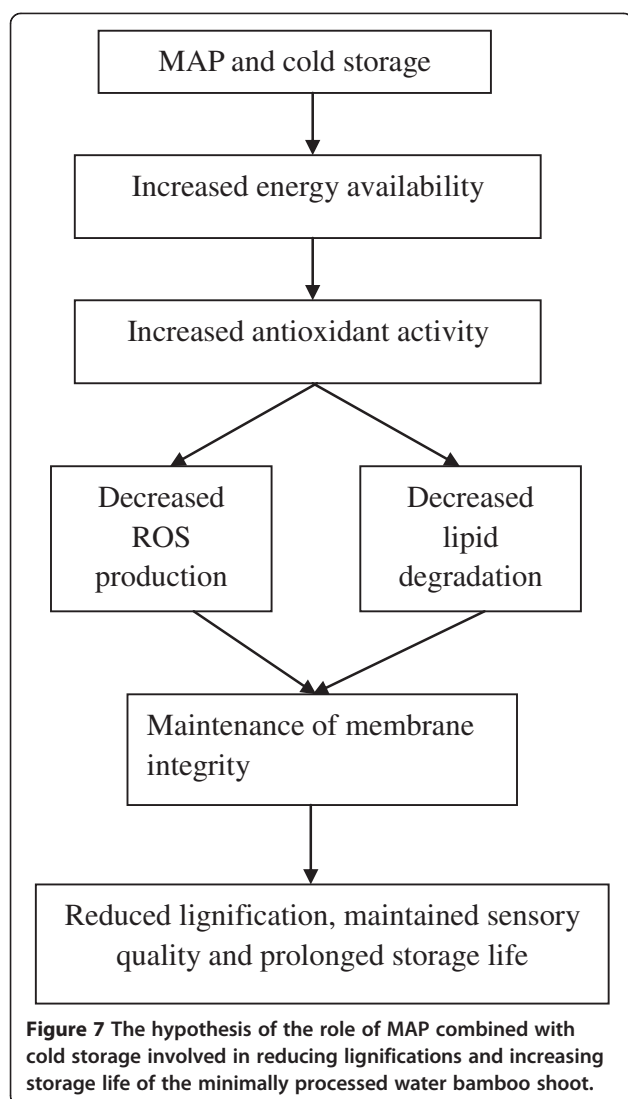 MAP and cold storage
Increased energy availability
Increased antioxidant activity
Decreased
ROS
production
Decreased
lipid
degradation
Maintenance of membrane
integrity
Reduced lignification, maintained sensory
quality and prolonged storage life
Figure 7 The hypothesis of the role of MAP combined with
cold storage involved in reducing lignifications and increasing
storage life of the minimally processed water bamboo shoot.